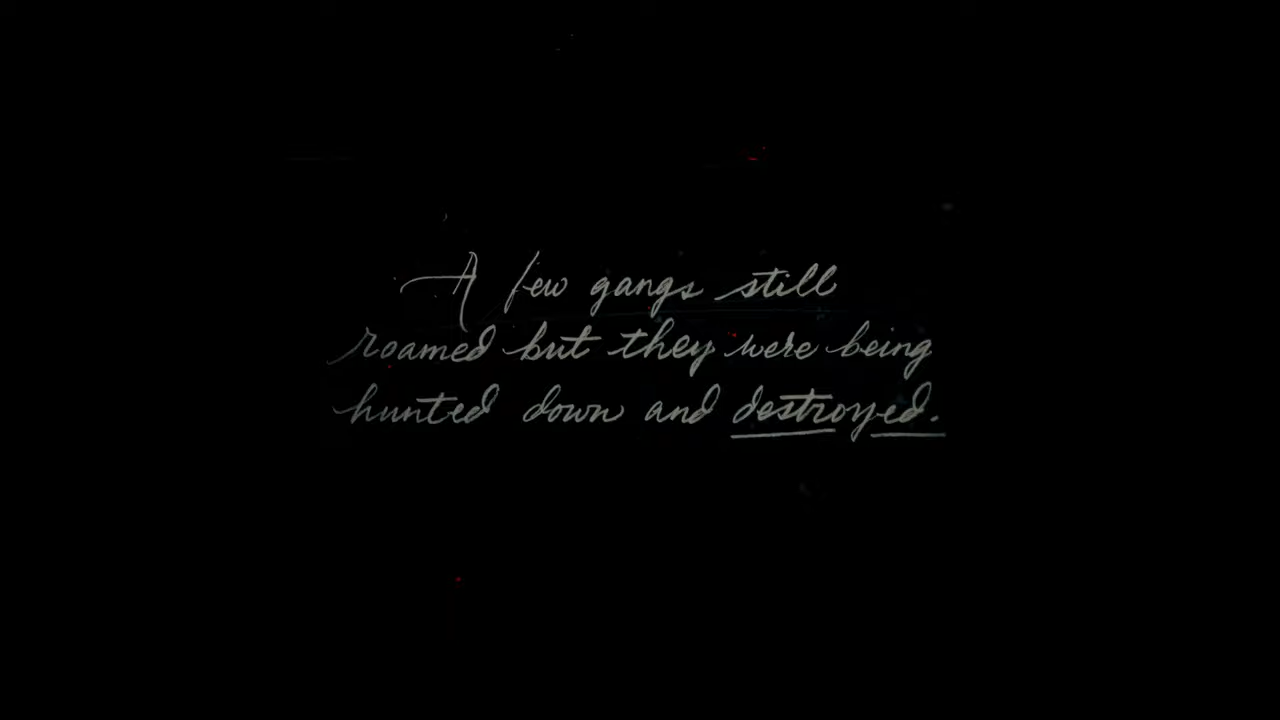 A few gangs still
roamed but they were being
hunted down and destroyed.